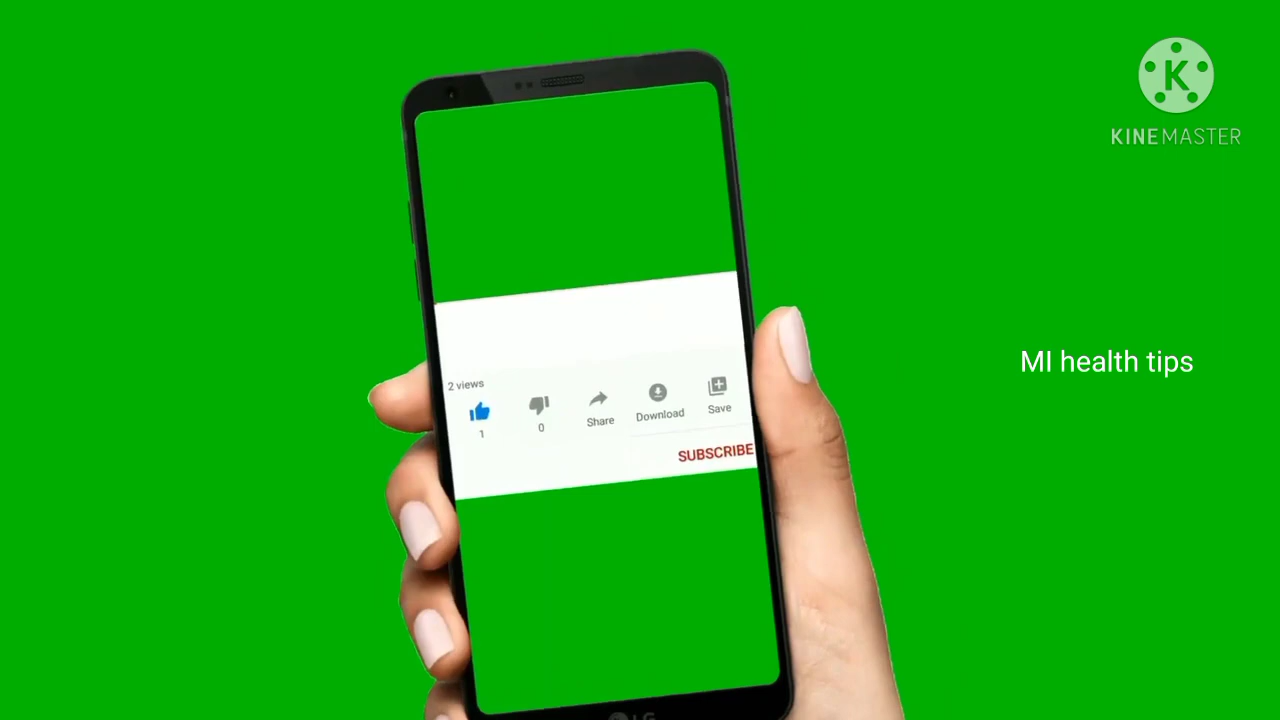 K
KINEMASTER
MI health tips
2 views
1
0
Share
Download
Save
SUBSCRIBE
LG